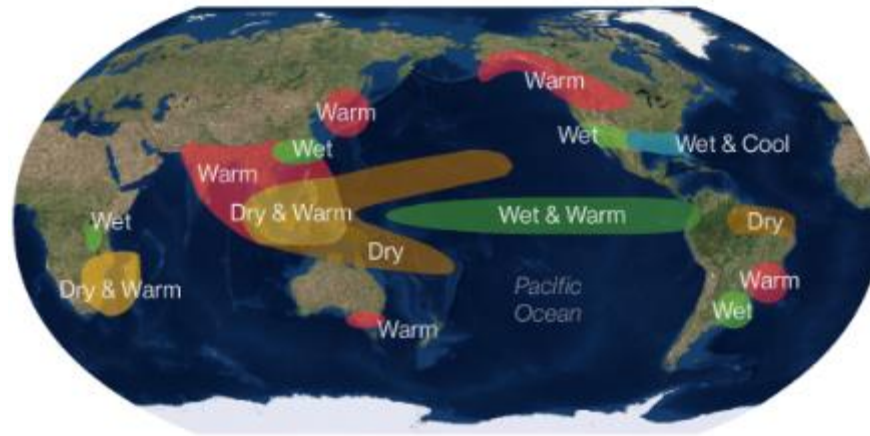 Warm
Warm
Wet
Wet
Wet & Cool
Warm
Dry & Warm
Wet & Warm
Wet
Dry
Dry
Dry & Warm
Warm
Pacific
Ocean
Wet
Warm